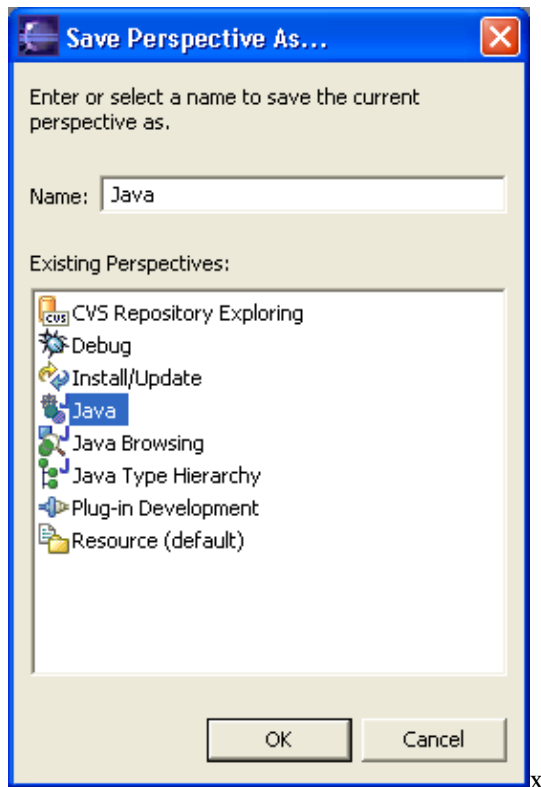 Save Perspective As...
Enter or select a name to save the current
perspective as.
Name: Java
Existing Perspectives:
CVS CVS Repository Exploring
Debug
Install/Update
Java
Java Browsing
Java Type Hierarchy
Plug-in Development
Resource (default)
OK Cancel
x